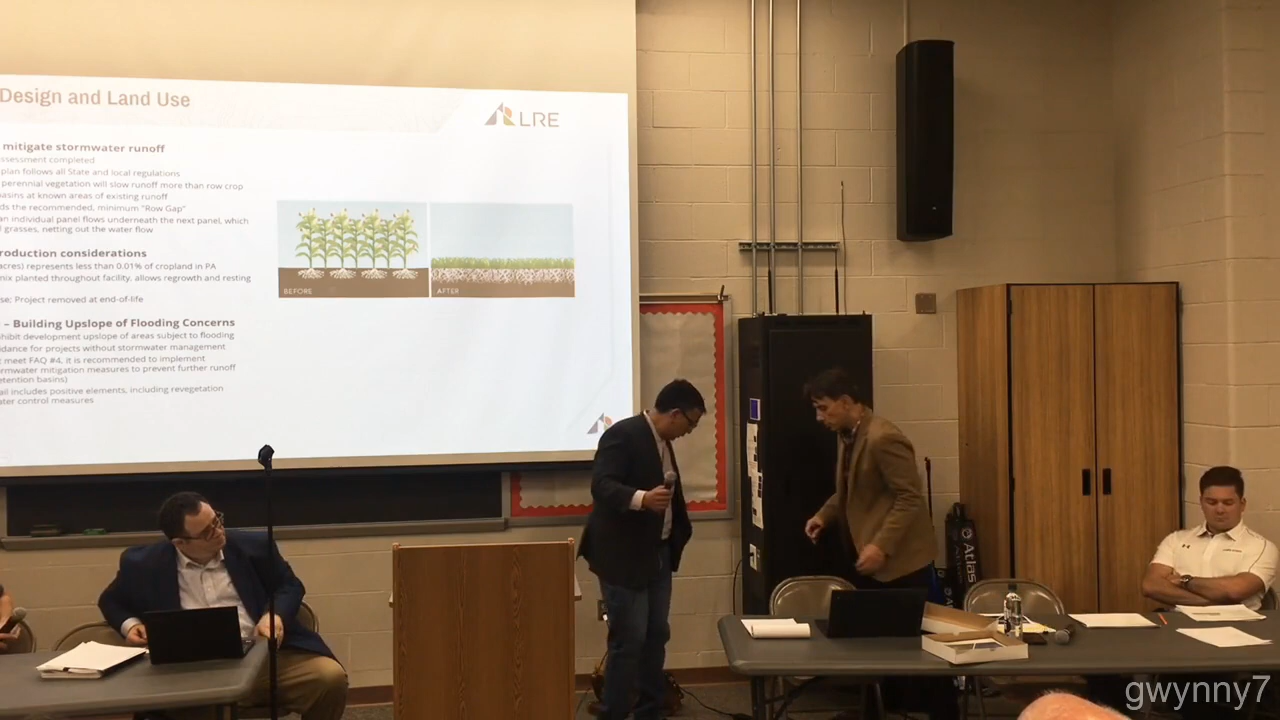 Design and Land Use
LRE
mitigate stormwater runoff
ssessment completed
plan follows all State and local regulations
perennial vegetation will slow runoff more than row crop
basins at known areas of existing runoff
ds the recommended, minimum "Row Gap"
an individual panel flows underneath the next panel, which
l grasses, netting out the water flow
roduction considerations
acres) represents less than 0.01% of cropland in PA
mix planted throughout facility, allows regrowth and resting
se: Project removed at end-of-life
– Building Upslope of Flooding Concerns
hibit development upslope of areas subject to flooding
idance for projects without stormwater management
t meet FAQ #4, it is recommended to implement
ormwater mitigation measures to prevent further runoff
etention basins)
ail includes positive elements, including revegetation
ater control measures
BEFORE
AFTER
Atlas
gwynny7